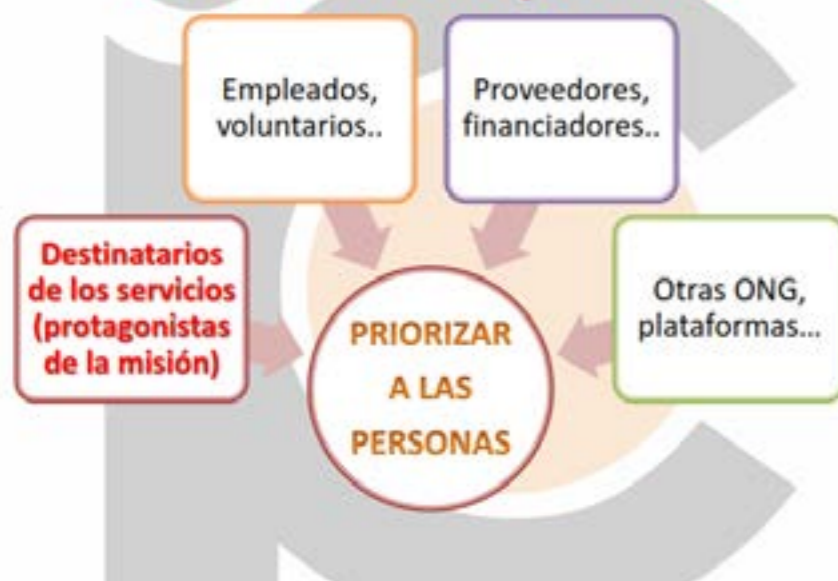 Empleados,
voluntarios..
Proveedores,
financiadores..
Destinatarios
de los servicios
(protagonistas
de la misión)
Otras ONG,
plataformas...
PRIORIZAR
A LAS
PERSONAS